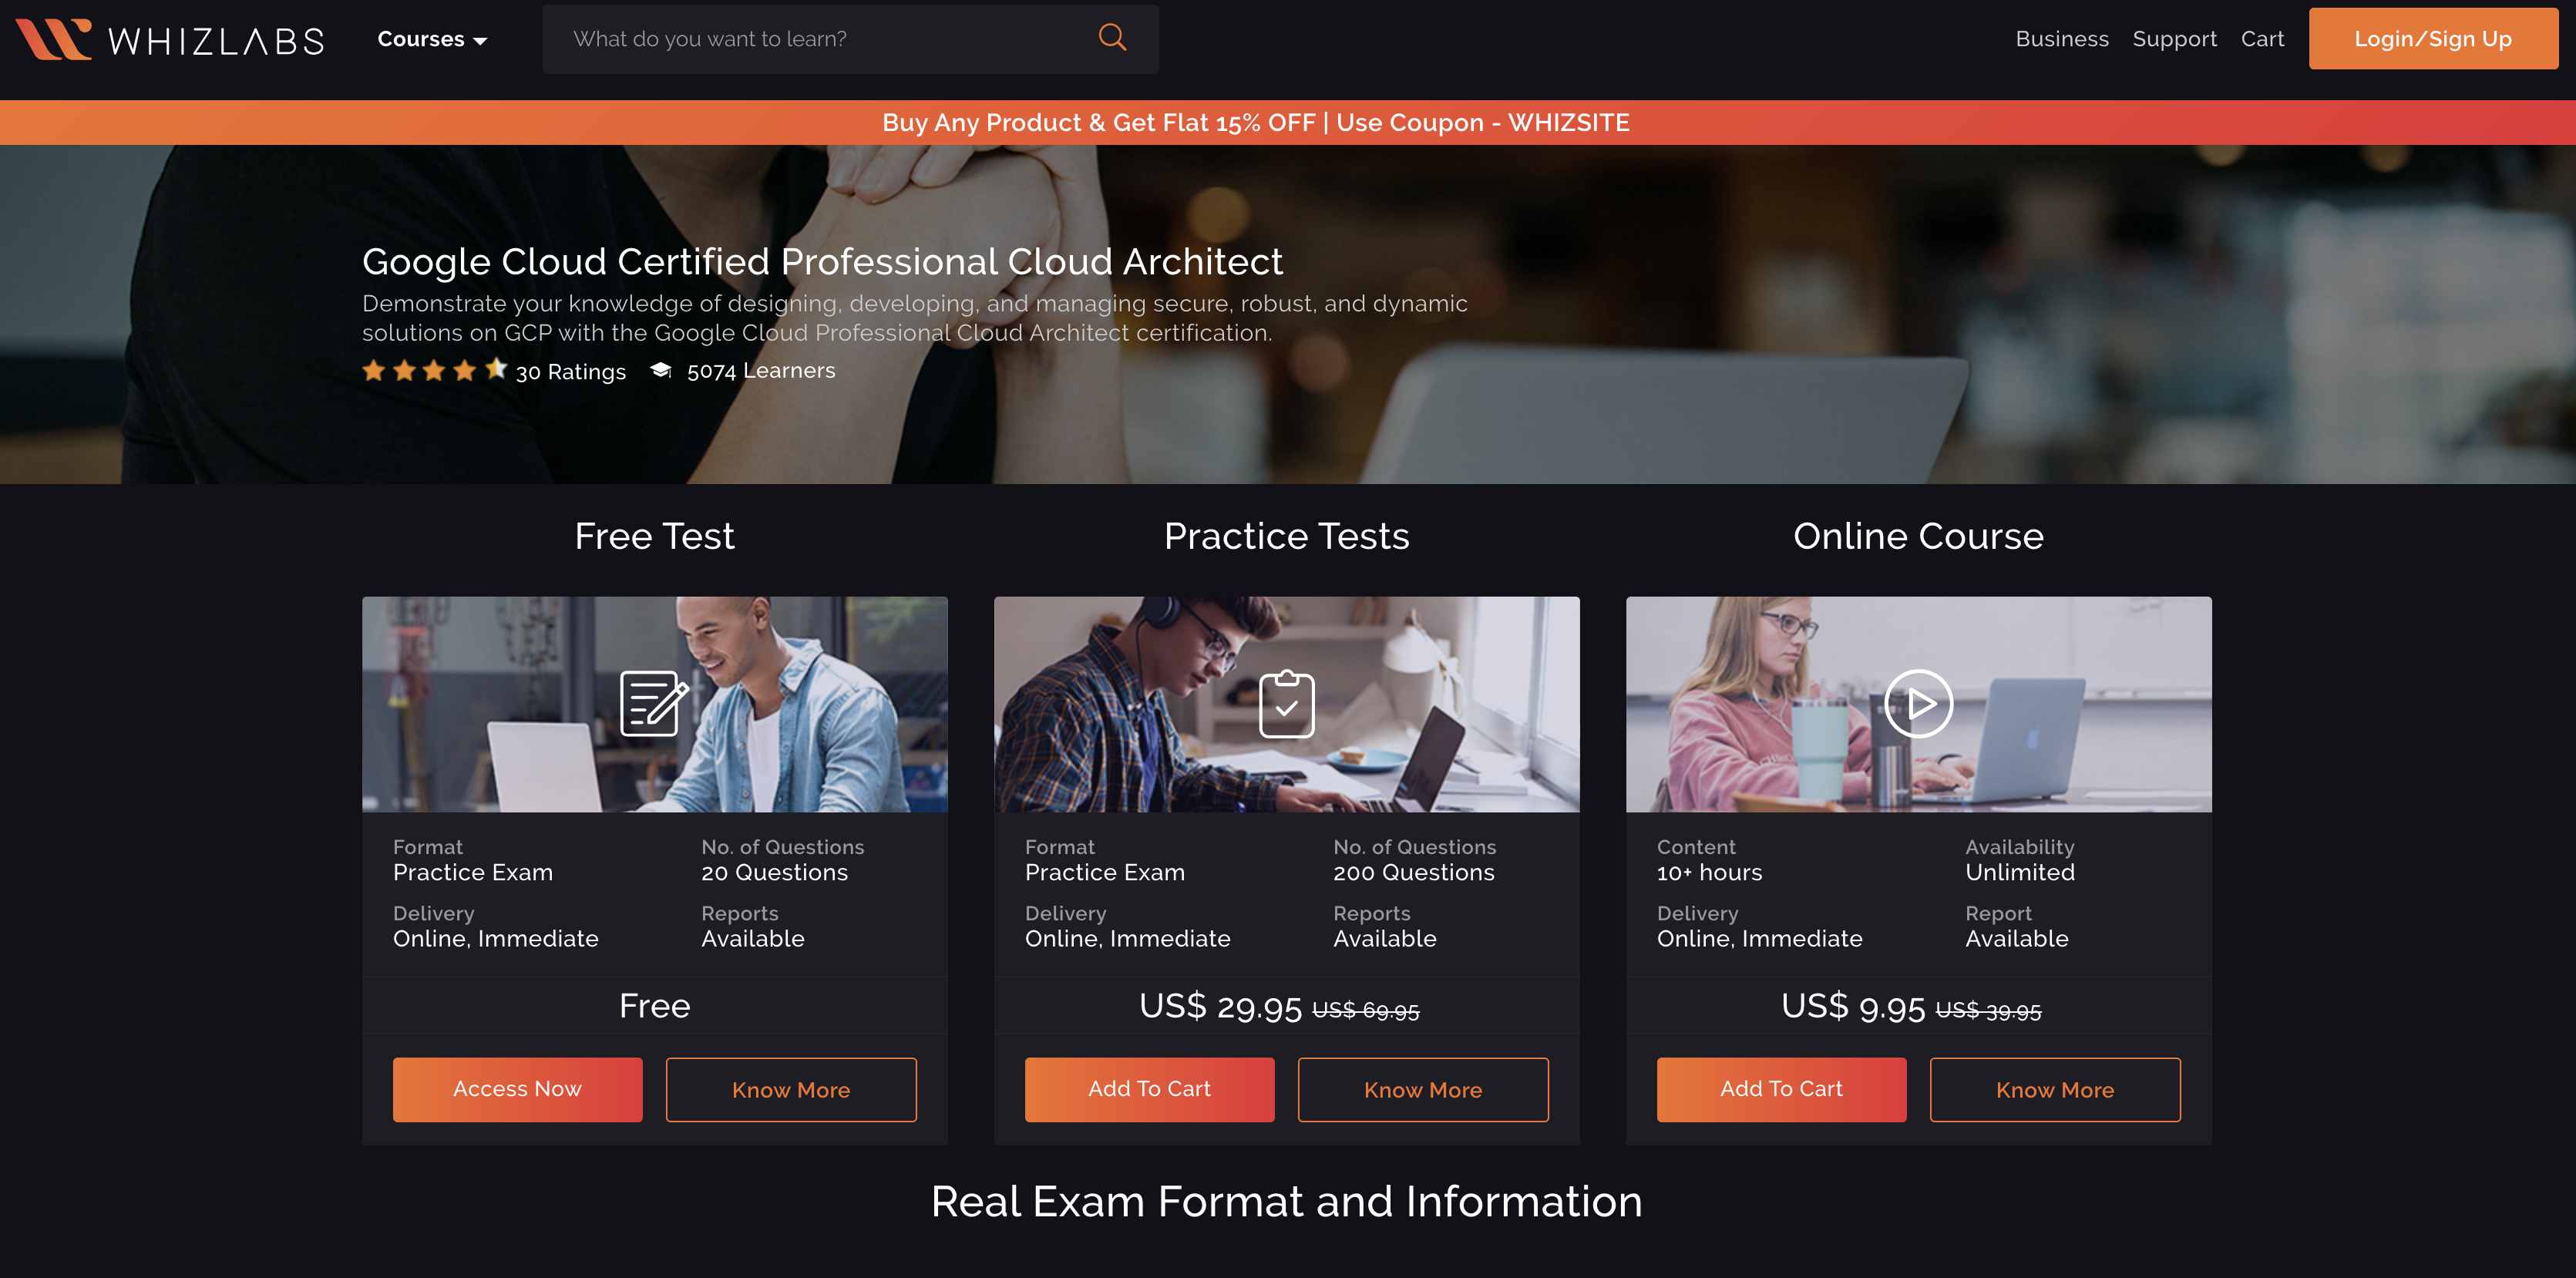 WHIZLABS
Courses
What do you want to learn?
Business Support Cart Login/Sign Up
Buy Any Product & Get Flat 15% OFF | Use Coupon - WHIZSITE
Google Cloud Certified Professional Cloud Architect
Demonstrate your knowledge of designing, developing, and managing secure, robust, and dynamic
solutions on GCP with the Google Cloud Professional Cloud Architect certification.
30 Ratings 5074 Learners
Free Test
Format No. of Questions
Practice Exam 20 Questions
Delivery Reports
Online, Immediate Available
Free
Access Now Know More
Practice Tests
Format No. of Questions
Practice Exam 200 Questions
Delivery Reports
Online, Immediate Available
US$ 29.95 US$ 69.95
Add To Cart Know More
Online Course
Content Availability
10+ hours Unlimited
Delivery Report
Online, Immediate Available
US$ 9.95 US$ 39.95
Add To Cart Know More
Real Exam Format and Information